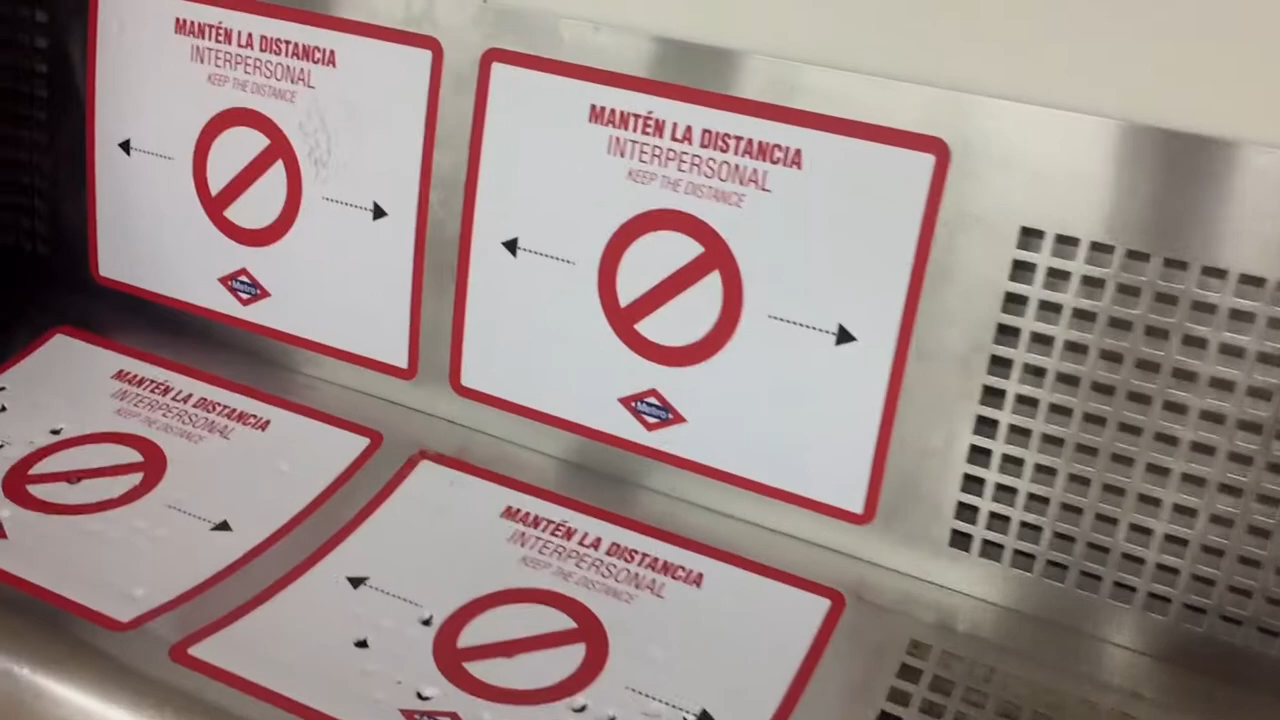 MANTÉN LA DISTANCIA
INTERPERSONAL
KEEP THE DISTANCE
Metro
MANTÉN LA DISTANCIA
INTERPERSONAL
KEEP THE DISTANCE
Metro
MANTÉN LA DISTANCIA
INTERPERSONAL
KEEP THE DISTANCE
MANTÉN LA DISTANCIA
INTERPERSONAL
KEEP THE DISTANCE